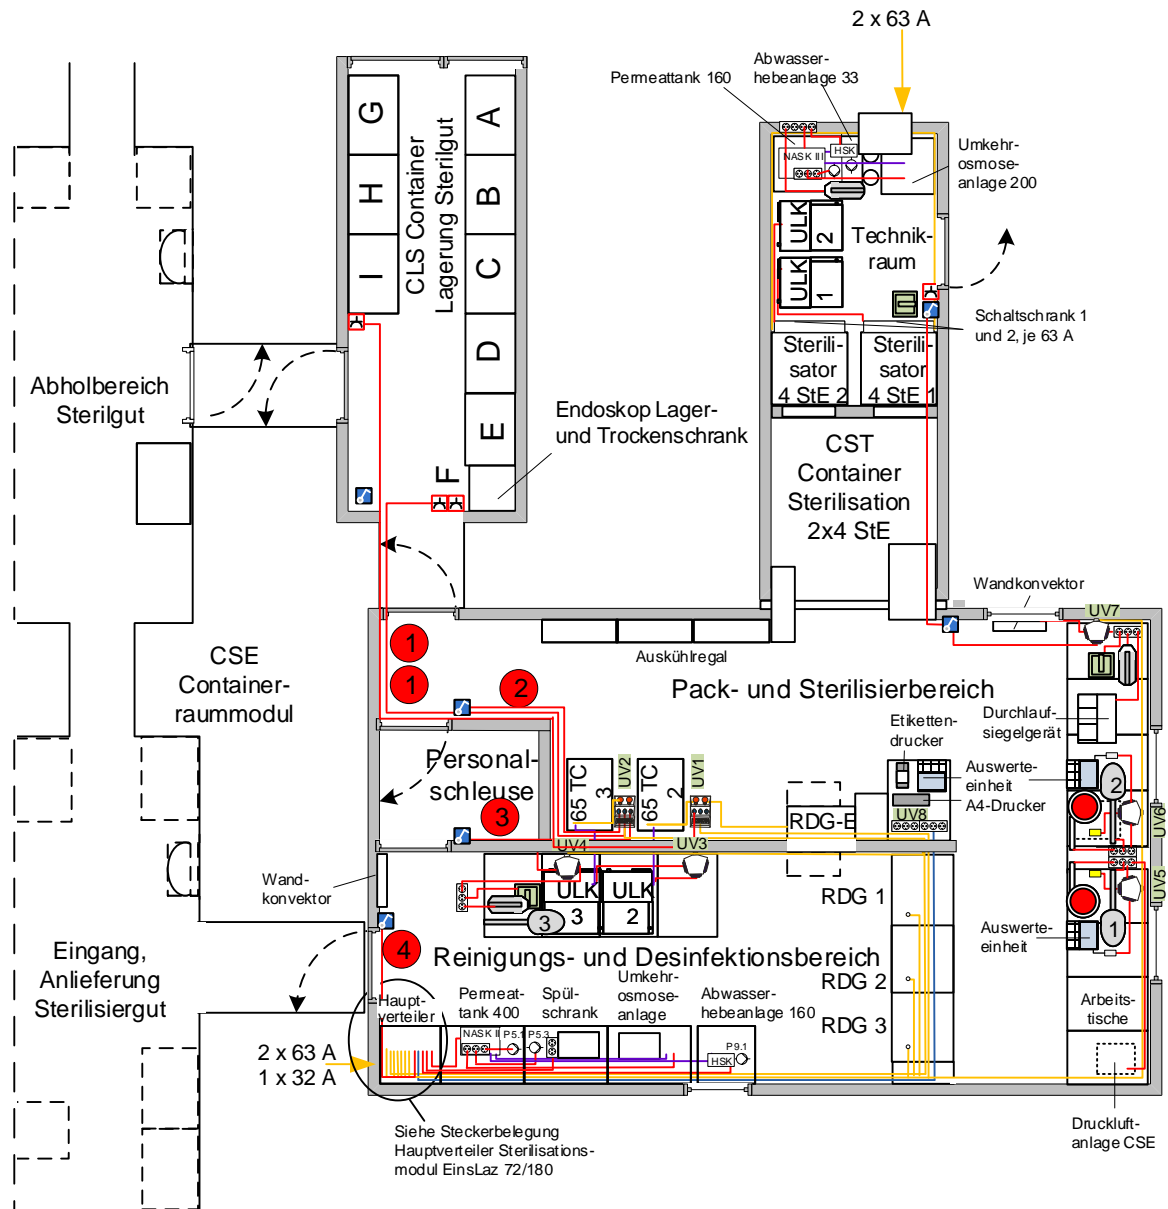 2 x 63 A
Abwasser-
hebeanlage 33
Permeattank 160
NASK III
HSK
Umkehr-
osmose-
anlage 200
ULK
2
ULK
1
Technik-
raum
Schaltschrank 1
und 2, je 63 A
Sterili-
sator
4 StE 2
Sterili-
sator
4 StE 1
CST
Container
Sterilisation
2x4 StE
G
H
I
CLS Container
Lagerung Sterilgut
A
B
C
D
E
F
Endoskop Lager-
und Trockenschrank
Abholbereich
Sterilgut
CSE
Container-
raummodul
1
1
2
Auskühlregal
Pack- und Sterilisierbereich
Wandkonvektor
UV7
Durchlauf-
siegelgerät
Etiketten-
drucker
Auswerte-
einheit
A4-Drucker
UV8
2
UV6
UV5
1
Auswerte-
einheit
Personal-
schleuse
3
65 TC
3
UV2
65 TC
2
UV1
RDG-E
UV4
UV3
Wand-
konvektor
ULK
3
ULK
2
3
RDG 1
RDG 2
RDG 3
4
Reinigungs- und Desinfektionsbereich
Eingang,
Anlieferung
Sterilisiergut
Haupt-
verteiler
Permeat-
tank 400
Spül-
schrank
Umkehr-
osmose-
anlage
Abwasser-
hebeanlage 160
NASK II
P5.1
P5.3
HSK
P9.1
2 x 63 A
1 x 32 A
Arbeits-
tische
Druckluft-
anlage CSE
Siehe Steckerbelegung
Hauptverteiler Sterilisations-
modul EinsLaz 72/180